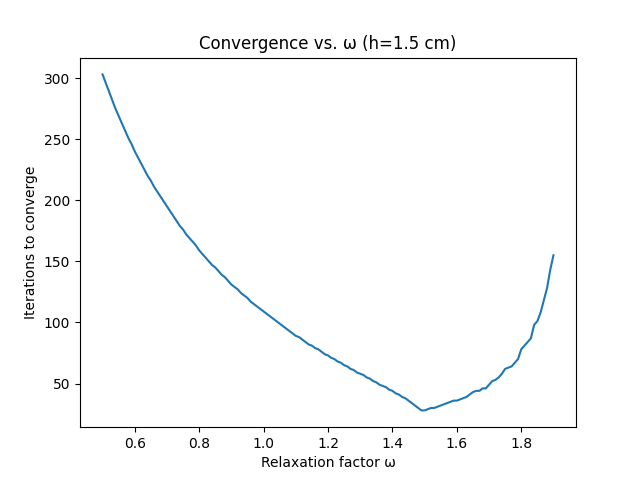 Convergence vs. ω (h=1.5 cm)
300
250
200
150
100
50
Iterations to converge
0.6 0.8 1.0 1.2 1.4 1.6 1.8
Relaxation factor ω